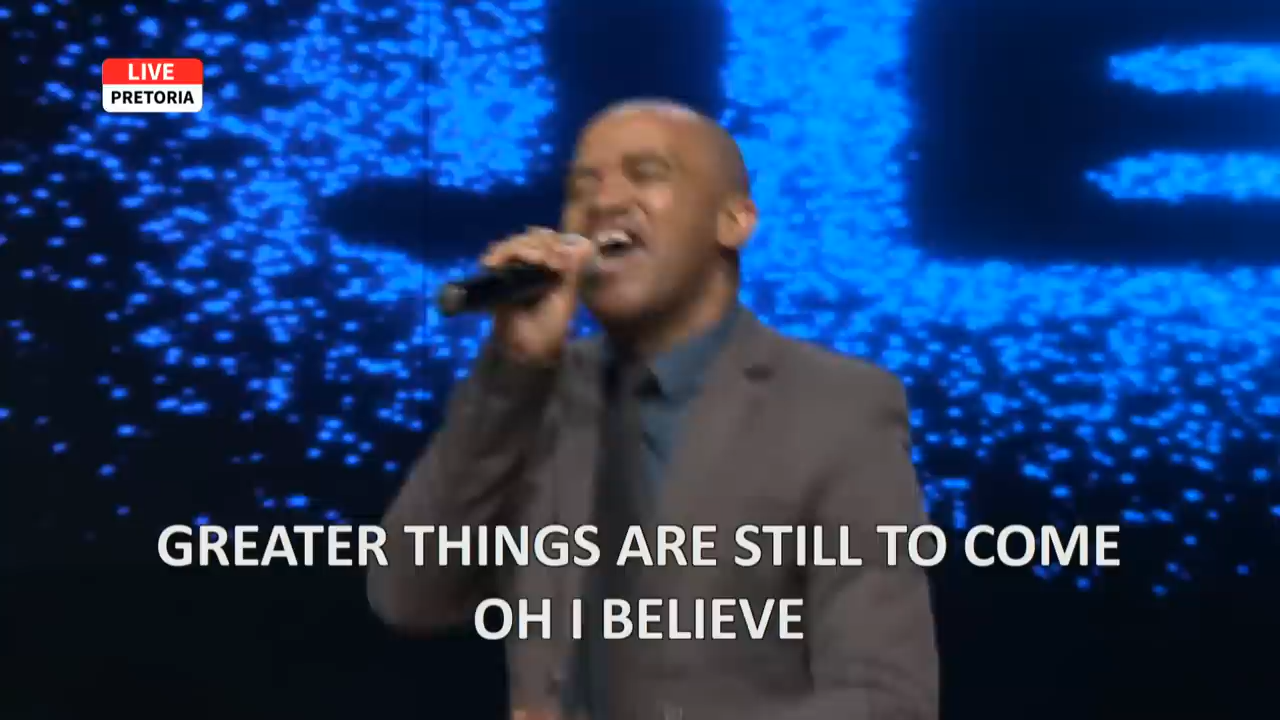 LIVE
PRETORIA
GREATER THINGS ARE STILL TO COME
OH I BELIEVE